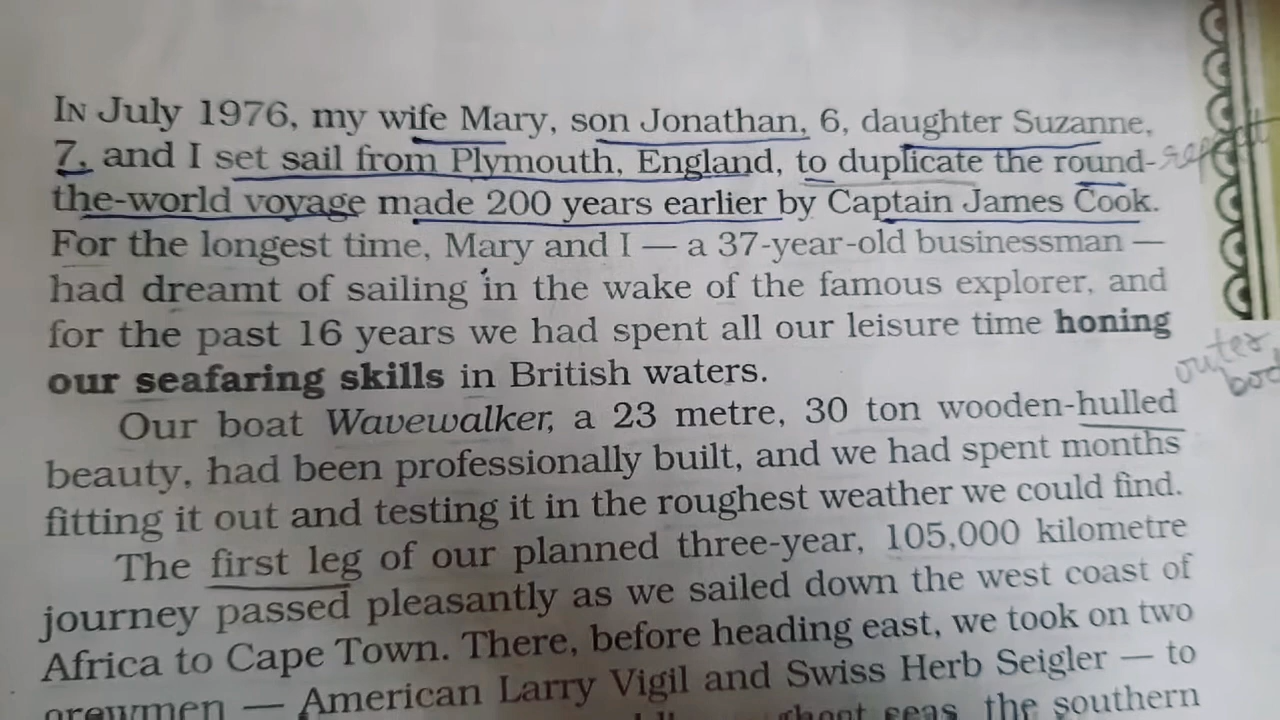 IN July 1976, my wife Mary, son Jonathan, 6, daughter Suzanne,
7, and I set sail from Plymouth, England, to duplicate the round-
the-world voyage made 200 years earlier by Captain James Cook.
For the longest time, Mary and I — a 37-year-old businessman —
had dreamt of sailing in the wake of the famous explorer, and
for the past 16 years we had spent all our leisure time honing
our seafaring skills in British waters.
outer
Our boat Wavewalker, a 23 metre, 30 ton wooden-hulled
beauty, had been professionally built, and we had spent months
fitting it out and testing it in the roughest weather we could find.
The first leg of our planned three-year, 105,000 kilometre
journey passed pleasantly as we sailed down the west coast of
Africa to Cape Town. There, before heading east, we took on two
crewmen — American Larry Vigil and Swiss Herb Seigler — to
seas, the southern